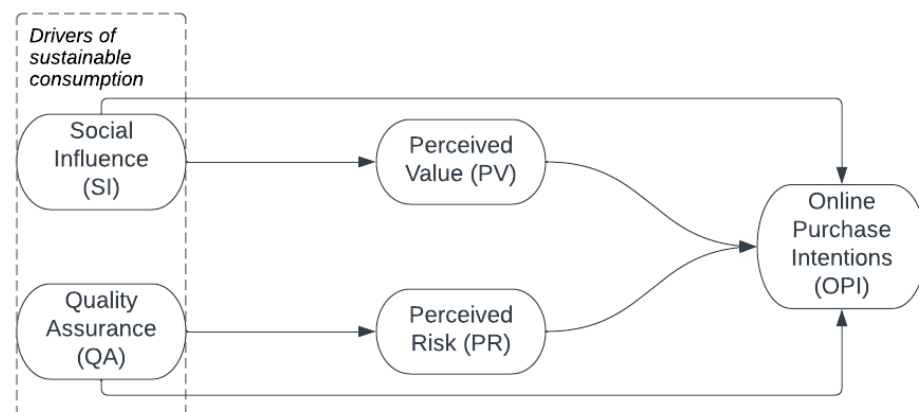 Drivers of
sustainable
consumption
Social
Influence
(SI)
Perceived
Value (PV)
Online
Purchase
Intentions
(OPI)
Quality
Assurance
(QA)
Perceived
Risk (PR)